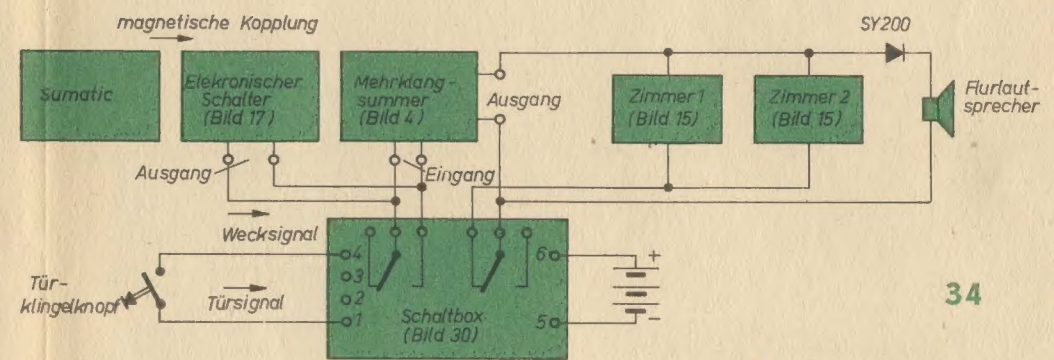 magnetische Kopplung
SY200
Sumatic
Elekronischer
Schalter
(Bild 17)
Mehrklang-
summer
(Bild 4)
Ausgang
Zimmer 1
(Bild 15)
Zimmer 2
(Bild 15)
Flurlaut-
sprecher
Ausgang
Eingang
Wecksignal
Tür-
klingelknopf
Türsignal
4
3
2
1
Schaltbox
(Bild 30)
6
5
+
−
34